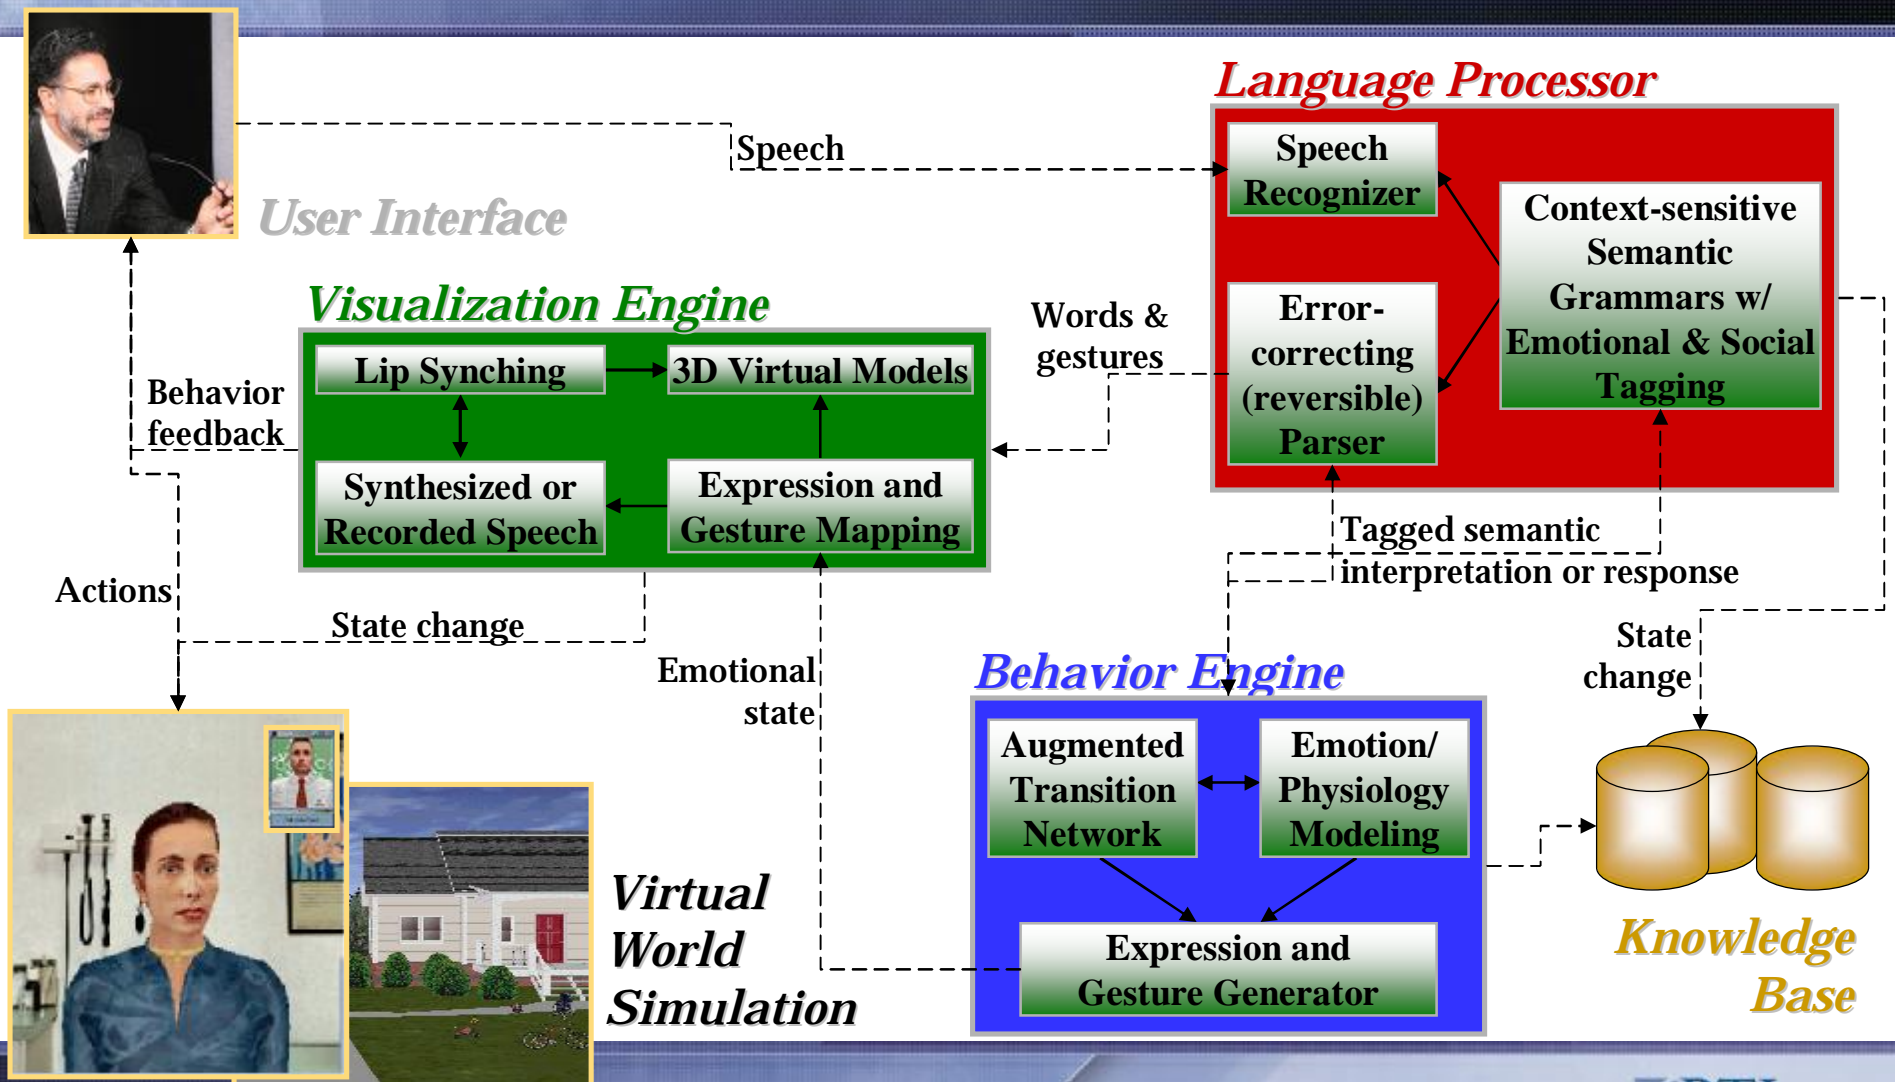 Language Processor
Speech
Recognizer
Context-sensitive
Semantic
Grammars w/
Emotional & Social
Tagging
Error-
correcting
(reversible)
Parser
Speech
User Interface
Visualization Engine
Lip Synching
3D Virtual Models
Synthesized or
Recorded Speech
Expression and
Gesture Mapping
Words &
gestures
Behavior
feedback
Actions
State change
Tagged semantic
interpretation or response
Emotional
state
State
change
Behavior Engine
Augmented
Transition
Network
Emotion/
Physiology
Modeling
Expression and
Gesture Generator
Virtual
World
Simulation
Knowledge
Base